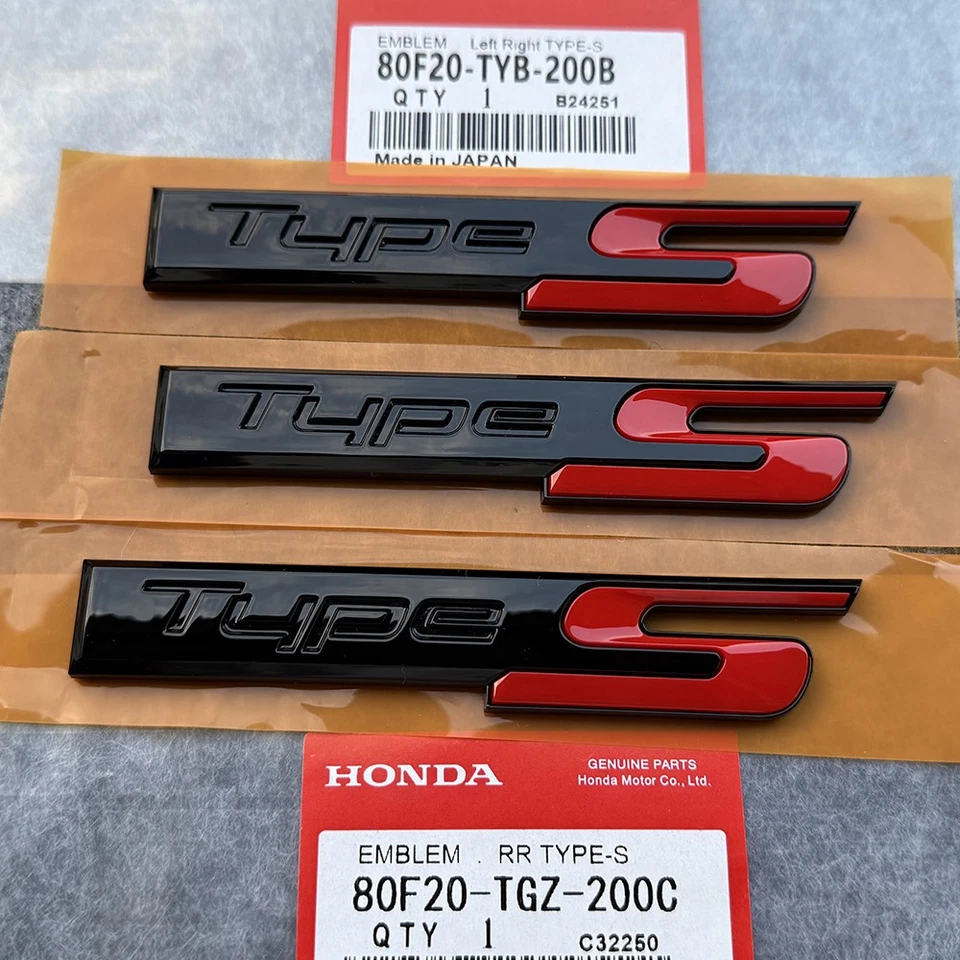 EMBLEM Left Right TYPE-S
80F20-TYB-200B
QTY 1 B24251
Made in JAPAN
Type S
Type S
Type S
HONDA
GENUINE PARTS
Honda Motor Co., Ltd.
EMBLEM . RR TYPE-S
80F20-TGZ-200C
QTY 1 C32250